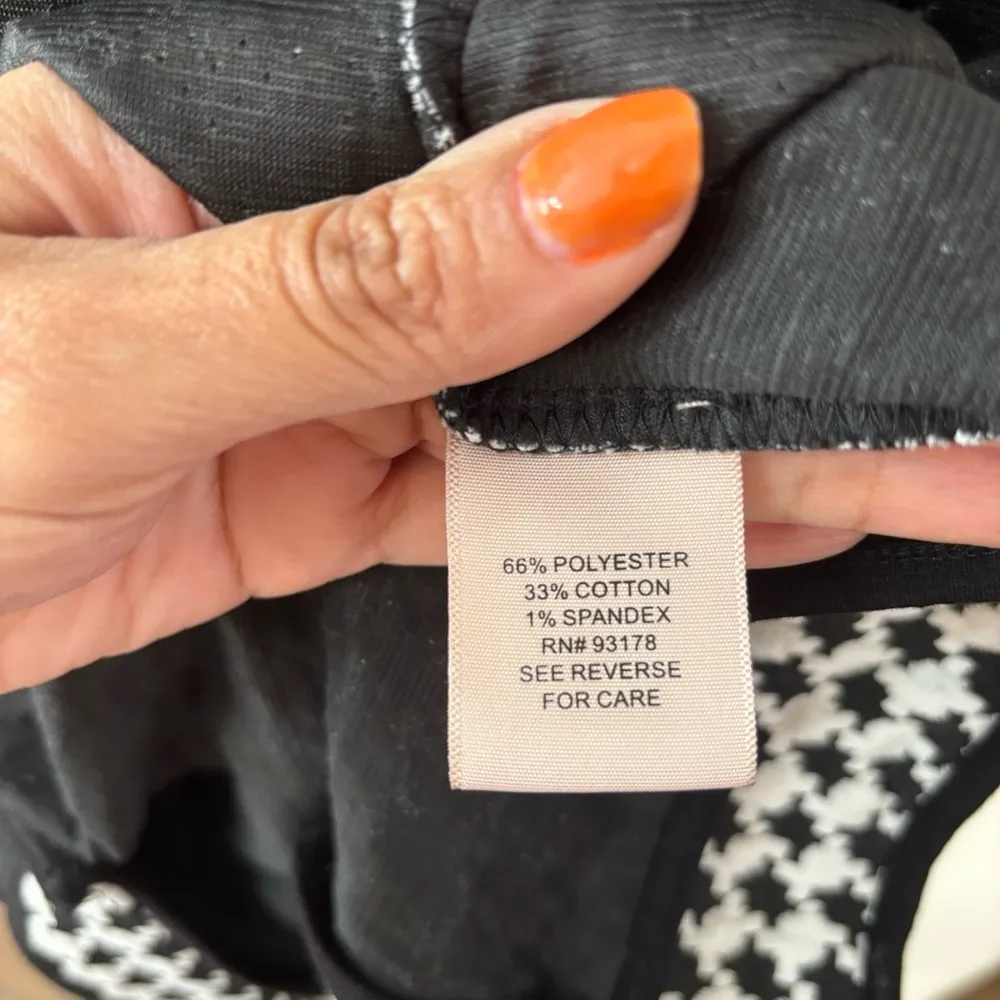 66% POLYESTER
33% COTTON
1% SPANDEX
RN# 93178
SEE REVERSE
FOR CARE